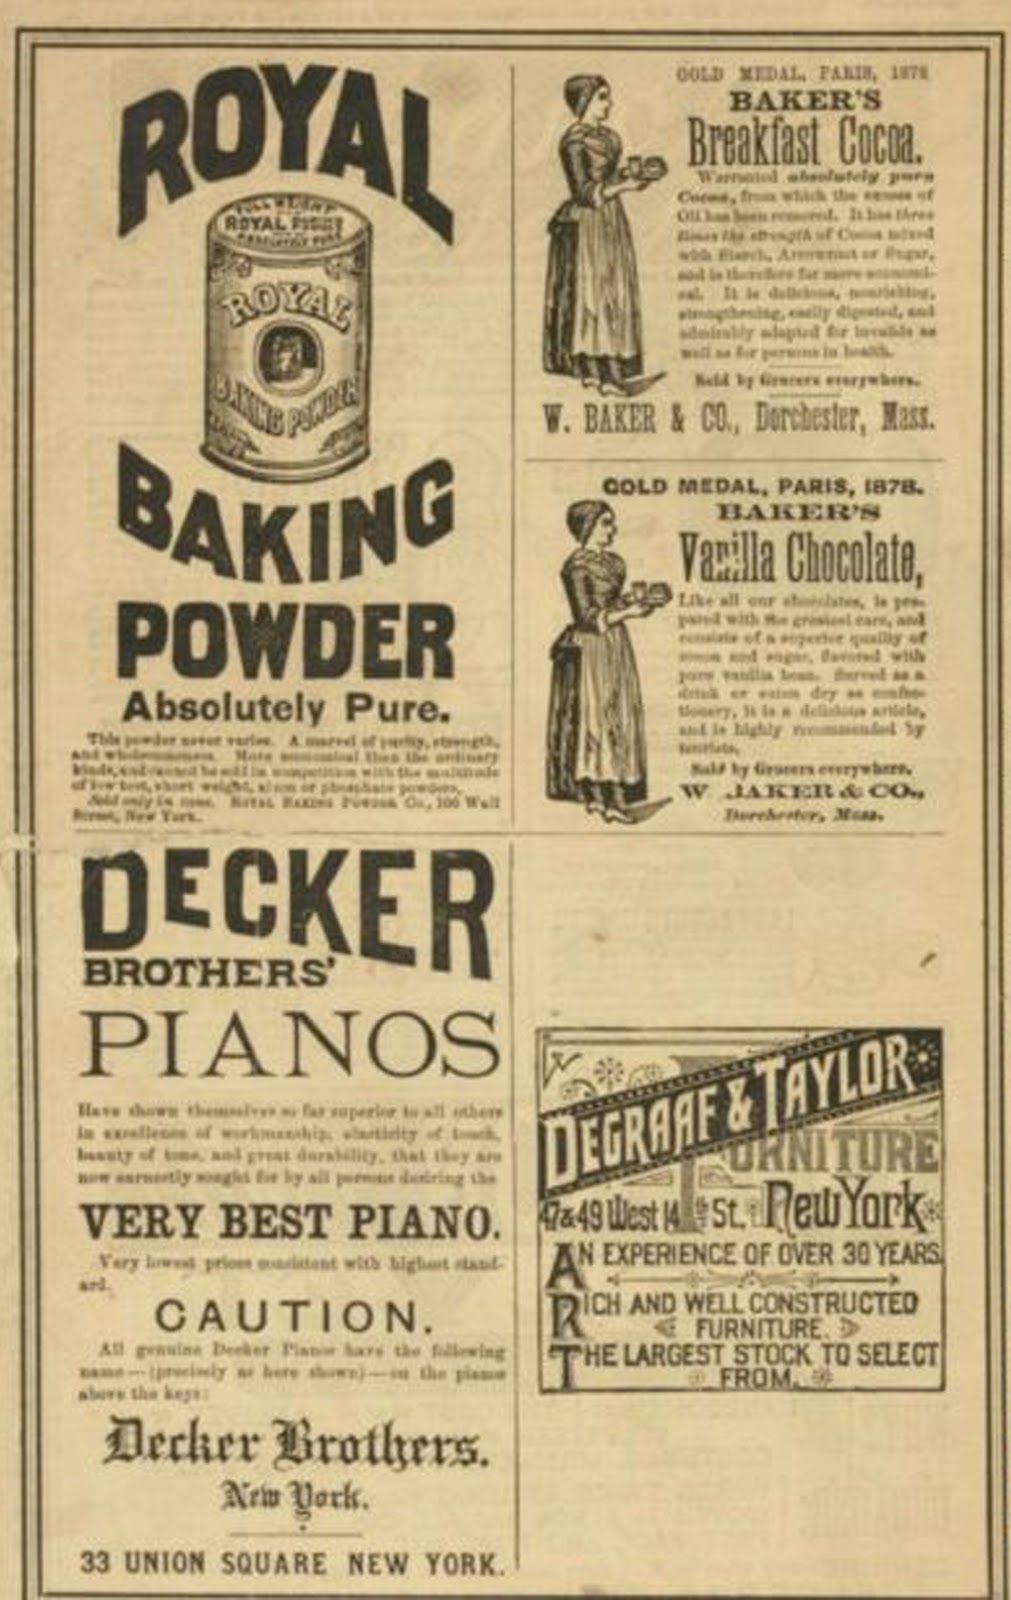 ROYAL
FULL WEIGHT
ROYAL
ABSOLUTELY PURE
ROYAL
BAKING POWDER
BAKING
POWDER
Absolutely Pure.
This powder never varies. A marvel of purity, strength,
and wholesomeness. More economical than the ordinary
kinds, and cannot be sold in competition with the multitude
of low test, short weight, alum or phosphate powders.
Sold only in cans. ROYAL BAKING POWDER CO., 106 Wall
Street, New York.
GOLD MEDAL, PARIS, 1878
BAKER'S
Breakfast Cocoa.
Warranted absolutely pure
Cocoa, from which the excess of
Oil has been removed. It has three
times the strength of Cocoa mixed
with Starch, Arrowroot or Sugar,
and is therefore far more economi-
cal. It is delicious, nourishing,
strengthening, easily digested, and
admirably adapted for invalids as
well as for persons in health.
Sold by Grocers everywhere.
W. BAKER & CO., Dorchester, Mass.
GOLD MEDAL, PARIS, 1878.
BAKER'S
Vanilla Chocolate,
Like all our chocolates, is pre-
pared with the greatest care, and
consists of a superior quality of
cocoa and sugar, flavored with
pure vanilla bean. Served as a
drink or eaten dry as confec-
tionery, it is a delicious article,
and is highly recommended by
tourists.
Sold by Grocers everywhere.
W. BAKER & CO.,
Dorchester, Mass.
DECKER
BROTHERS'
PIANOS
Have shown themselves so far superior to all others
in excellence of workmanship, elasticity of touch,
beauty of tone, and great durability, that they are
now earnestly sought for by all persons desiring the
VERY BEST PIANO.
Very lowest prices consistent with highest stand-
ard.
CAUTION.
All genuine Decker Pianos have the following
name—(precisely as here shown)—on the pianos
above the keys:
Decker Brothers.
New York.
33 UNION SQUARE NEW YORK.
DEGRAAF & TAYLOR
FURNITURE
47 & 49 West 14th St. New York
AN EXPERIENCE OF OVER 30 YEARS.
RICH AND WELL CONSTRUCTED
FURNITURE.
THE LARGEST STOCK TO SELECT
FROM.